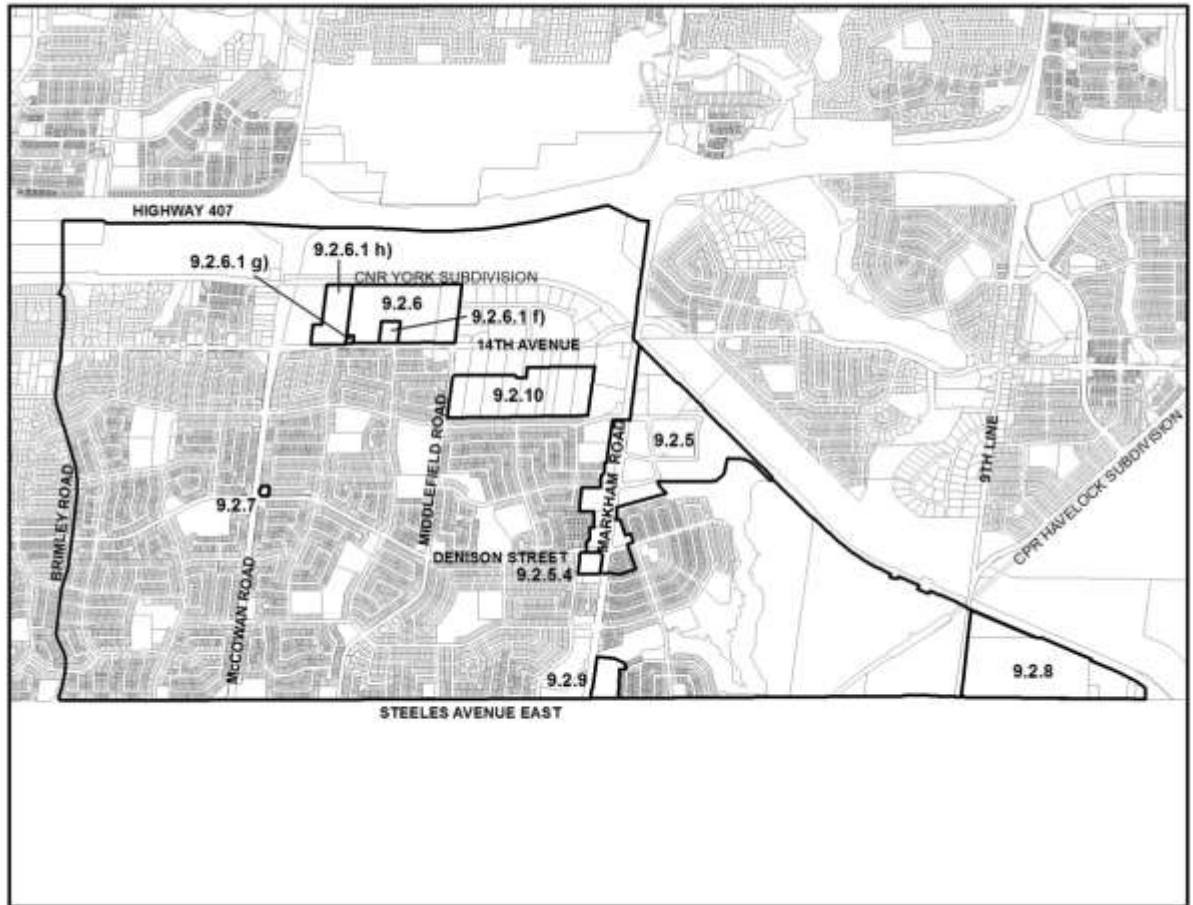 HIGHWAY 407
9.2.6.1 h)
9.2.6.1 g)
CNR YORK SUBDIVISION
9.2.6
9.2.6.1 f)
14TH AVENUE
9.2.10
MIDDLEFIELD ROAD
9.2.5
MARKHAM ROAD
9TH LINE
CPR HAVELOCK SUBDIVISION
BRIMLEY ROAD
9.2.7
DENISON STREET
9.2.5.4
McCOWAN ROAD
9.2.9
9.2.8
STEELES AVENUE EAST